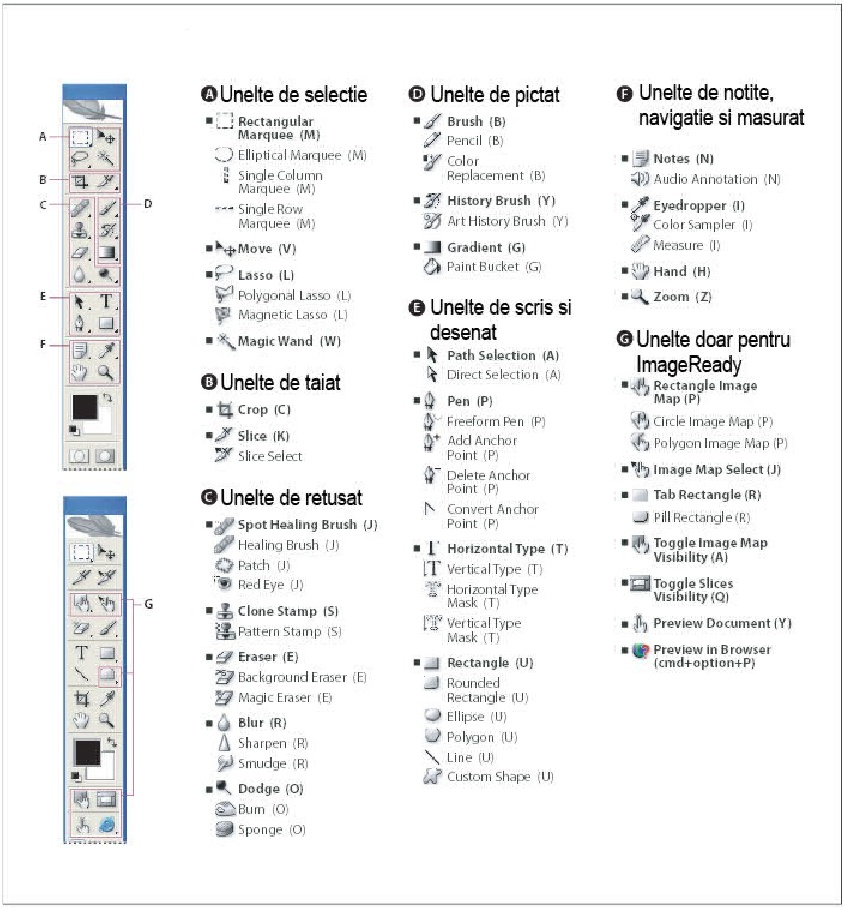 A Unelte de selectie
Rectangular
Marquee (M)
Elliptical Marquee (M)
Single Column
Marquee (M)
Single Row
Marquee (M)
Move (V)
Lasso (L)
Polygonal Lasso (L)
Magnetic Lasso (L)
Magic Wand (W)
B Unelte de taiat
Crop (C)
Slice (K)
Slice Select
C Unelte de retusat
Spot Healing Brush (J)
Healing Brush (J)
Patch (J)
Red Eye (J)
Clone Stamp (S)
Pattern Stamp (S)
Eraser (E)
Background Eraser (E)
Magic Eraser (E)
Blur (R)
Sharpen (R)
Smudge (R)
Dodge (O)
Burn (O)
Sponge (O)
D Unelte de pictat
Brush (B)
Pencil (B)
Color
Replacement (B)
History Brush (Y)
Art History Brush (Y)
Gradient (G)
Paint Bucket (G)
E Unelte de scris si
desenat
Path Selection (A)
Direct Selection (A)
Pen (P)
Freeform Pen (P)
Add Anchor
Point (P)
Delete Anchor
Point (P)
Convert Anchor
Point (P)
Horizontal Type (T)
Vertical Type (T)
Horizontal Type
Mask (T)
Vertical Type
Mask (T)
Rectangle (U)
Rounded
Rectangle (U)
Ellipse (U)
Polygon (U)
Line (U)
Custom Shape (U)
F Unelte de notite,
navigatie si masurat
Notes (N)
Audio Annotation (N)
Eyedropper (I)
Color Sampler (I)
Measure (I)
Hand (H)
Zoom (Z)
G Unelte doar pentru
ImageReady
Rectangle Image
Map (P)
Circle Image Map (P)
Polygon Image Map (P)
Image Map Select (J)
Tab Rectangle (R)
Pill Rectangle (R)
Toggle Image Map
Visibility (A)
Toggle Slices
Visibility (Q)
Preview Document (Y)
Preview in Browser
(cmd+option+P)
A
B
C
D
E
F
G